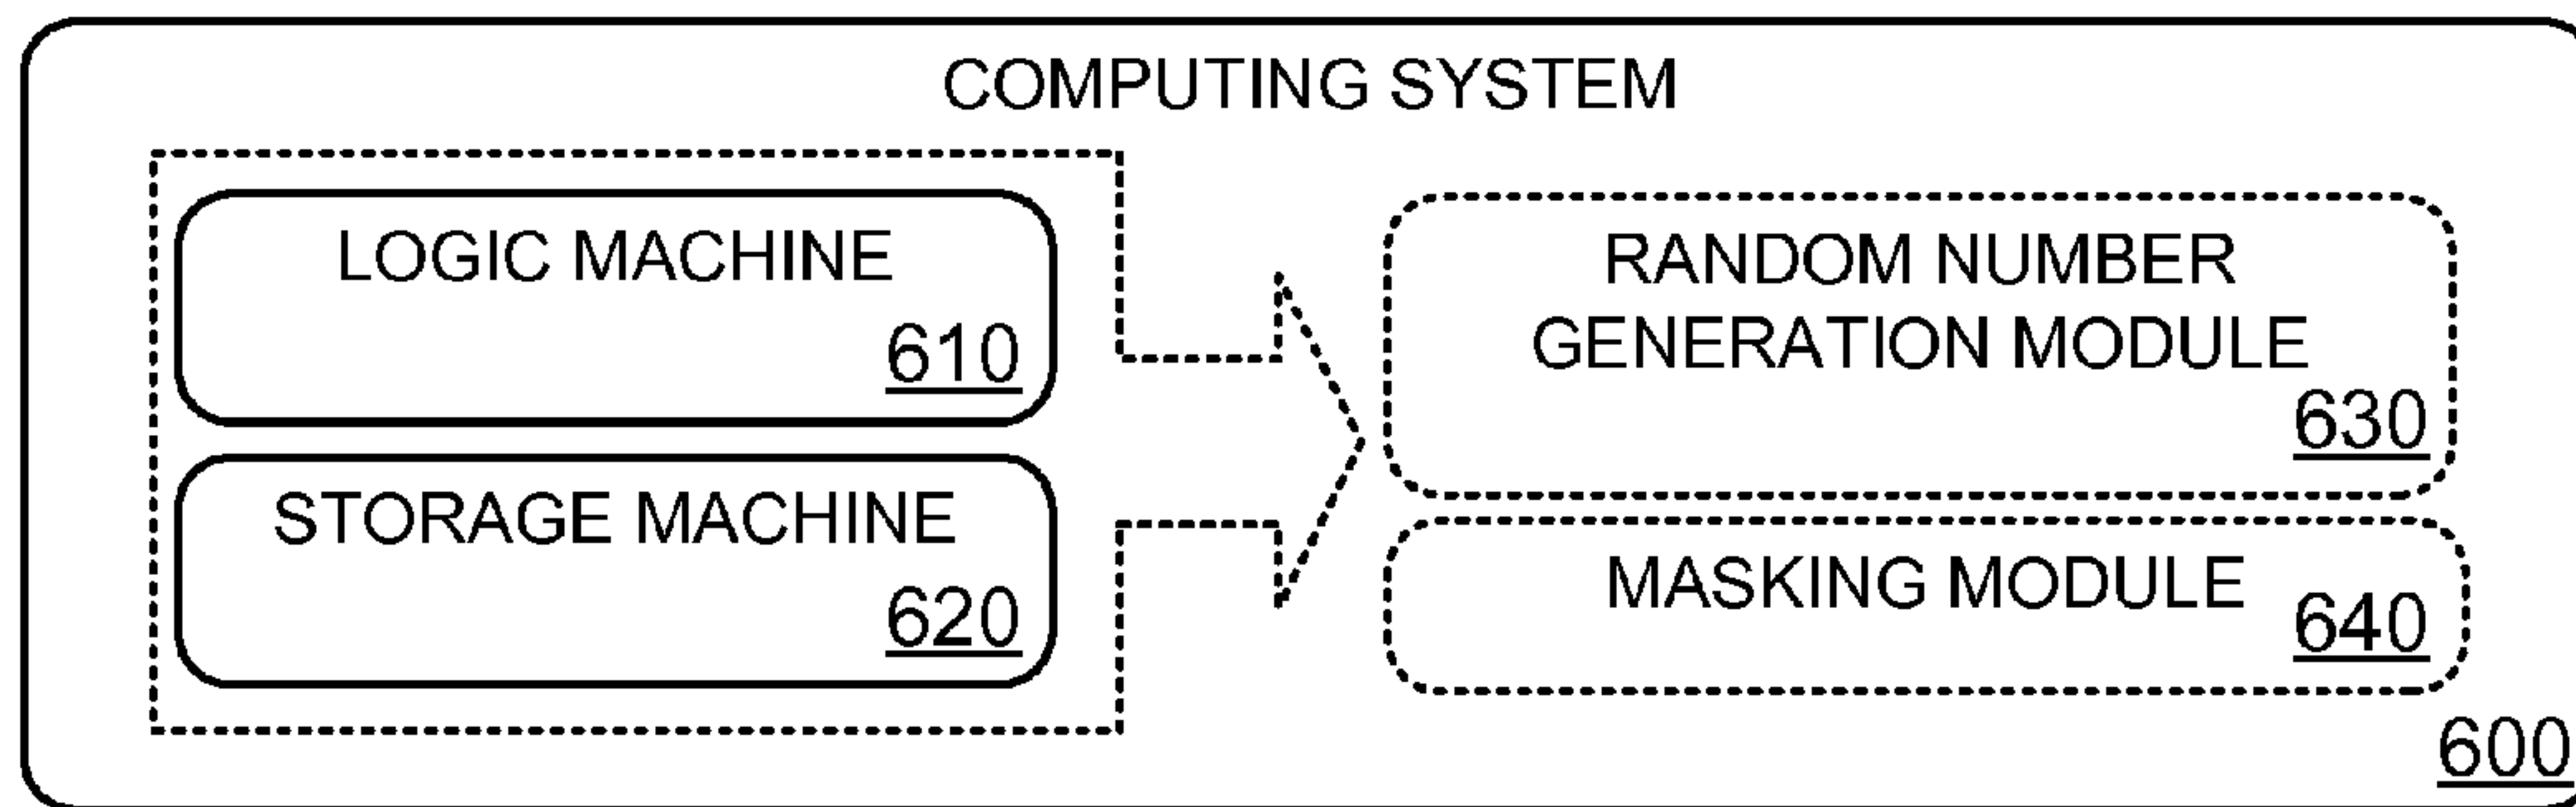 COMPUTING SYSTEM
LOGIC MACHINE
610
STORAGE MACHINE
620
RANDOM NUMBER
GENERATION MODULE
630
MASKING MODULE
640
600